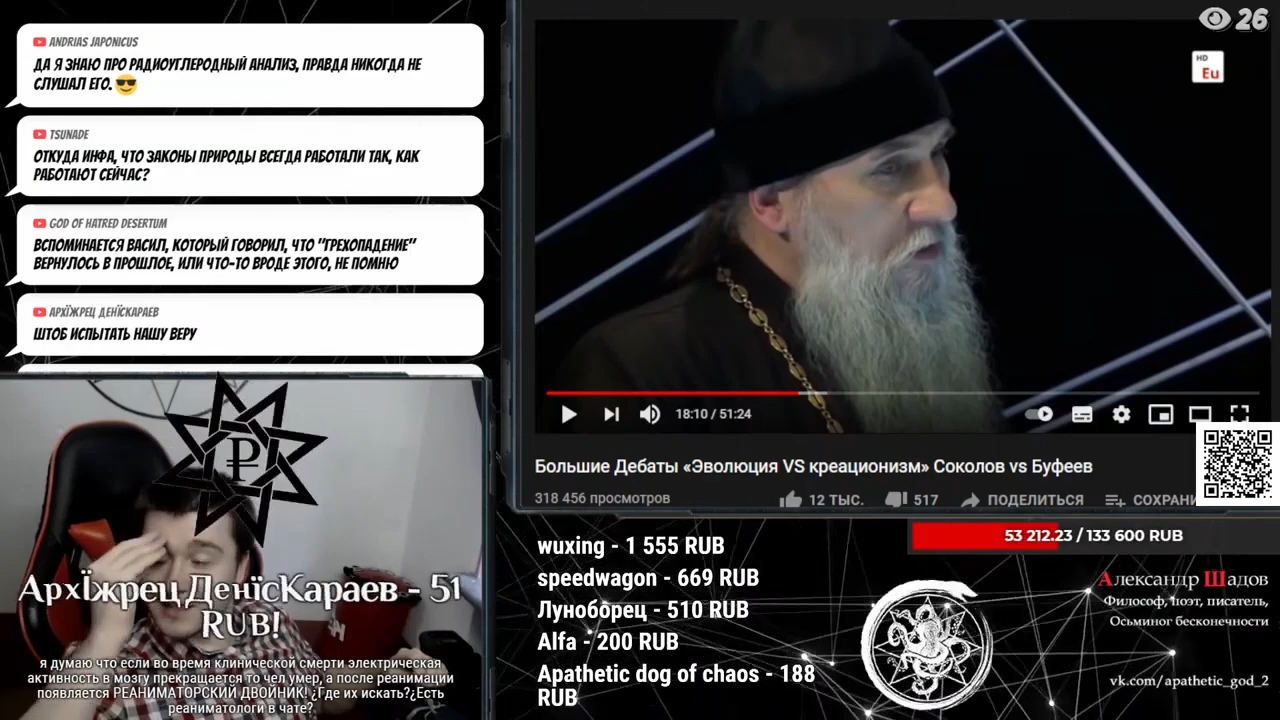 ANDRIAS JAPONICUS
ДА Я ЗНАЮ ПРО РАДИОУГЛЕРОДНЫЙ АНАЛИЗ, ПРАВДА НИКОГДА НЕ
СЛУШАЛ ЕГО. 😎
TSUNADE
ОТКУДА ИНФА, ЧТО ЗАКОНЫ ПРИРОДЫ ВСЕГДА РАБОТАЛИ ТАК, КАК
РАБОТАЮТ СЕЙЧАС?
GOD OF HATRED DESERTUM
ВСПОМИНАЕТСЯ ВАСИЛ, КОТОРЫЙ ГОВОРИЛ, ЧТО "ГРЕХОПАДЕНИЕ"
ВЕРНУЛОСЬ В ПРОШЛОЕ, ИЛИ ЧТО-ТО ВРОДЕ ЭТОГО, НЕ ПОМНЮ
АРХЇЖРЕЦ ДЕНЇСКАРАЕВ
ШТОБ ИСПЫТАТЬ НАШУ ВЕРУ
₽
АрхЇжрец ДенїсКараев - 51
RUB!
я думаю что если во время клинической смерти электрическая
активность в мозгу прекращается то чел умер, а после реанимации
появляется РЕАНИМАТОРСКИЙ ДВОЙНИК! ¿Где их искать?¿Есть
реаниматологи в чате?
26
HD
Eu
18:10 / 51:24
Большие Дебаты «Эволюция VS креационизм» Соколов vs Буфеев
318 456 просмотров
12 ТЫС.
517
ПОДЕЛИТЬСЯ
СОХРАНИ
53 212.23 / 133 600 RUB
wuxing - 1 555 RUB
speedwagon - 669 RUB
Луноборец - 510 RUB
Alfa - 200 RUB
Apathetic dog of chaos - 188
RUB
Александр Шадов
Философ, поэт, писатель,
Осьминог бесконечности
vk.com/apathetic_god_2